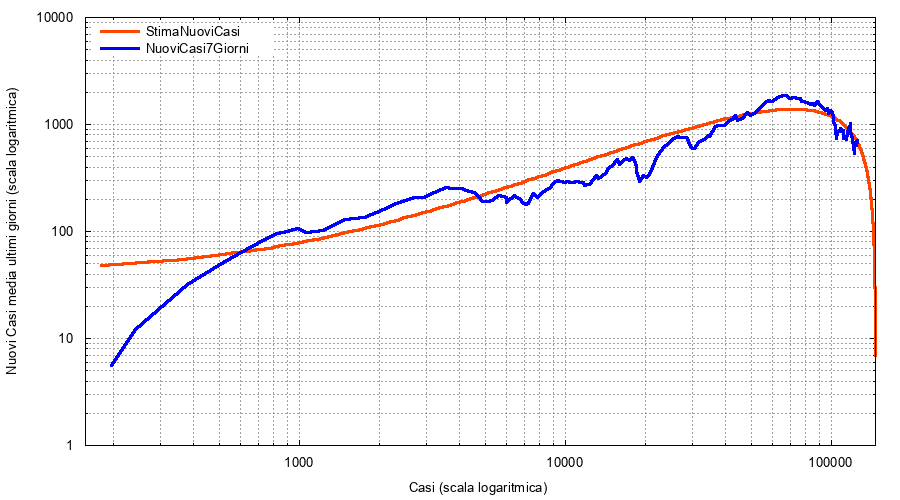 10000
1000
100
10
1
StimaNuoviCasi
NuoviCasi7Giorni
Nuovi Casi media ultimi giorni (scala logaritmica)
1000
10000
100000
Casi (scala logaritmica)